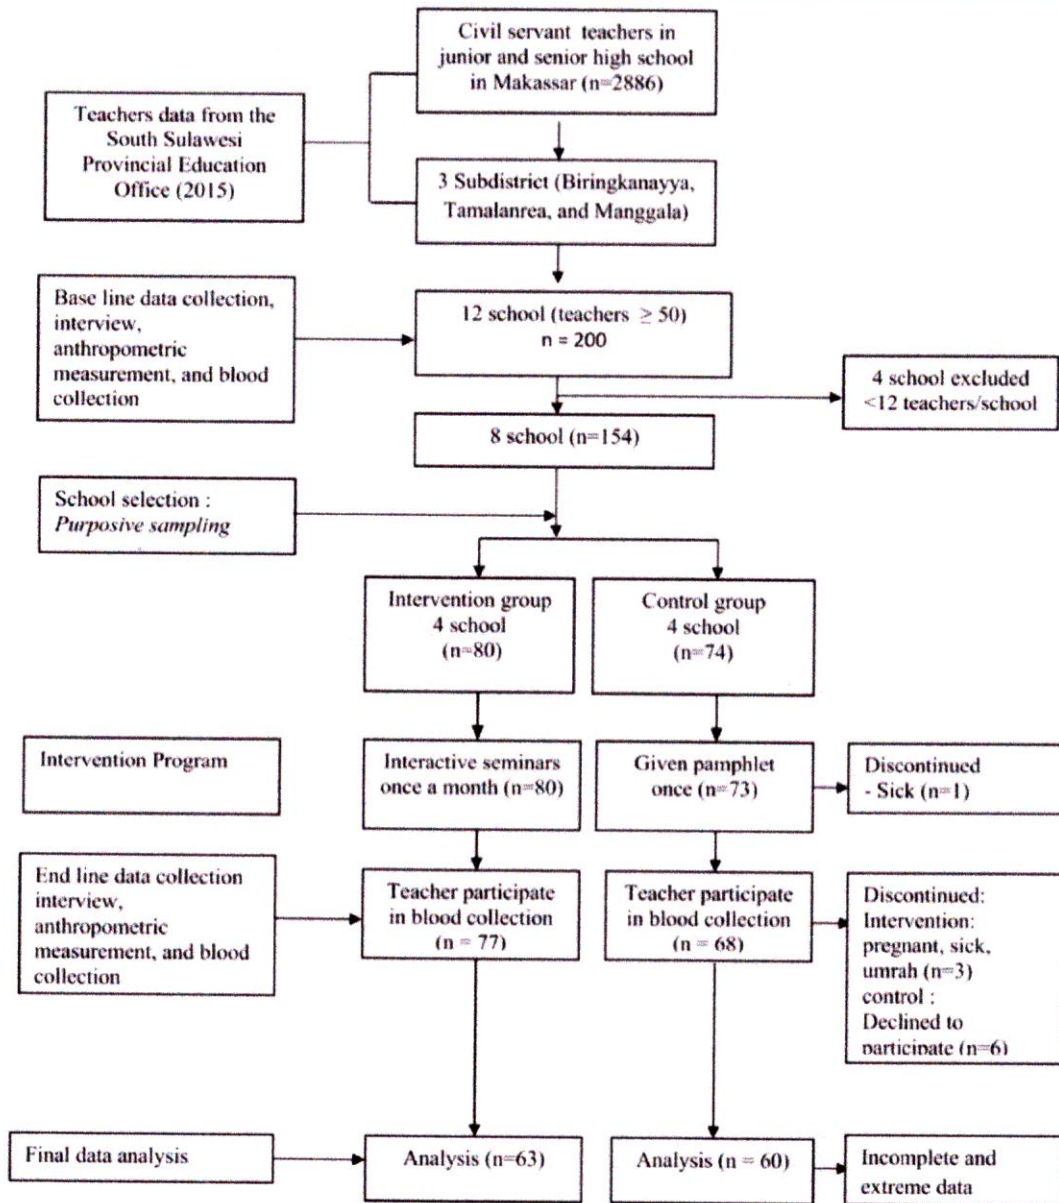 Civil servant teachers in
junior and senior high school
in Makassar (n=2886)
Teachers data from the
South Sulawesi
Provincial Education
Office (2015)
3 Subdistrict (Biringkanayya,
Tamalanrea, and Manggala)
Base line data collection,
interview,
anthropometric
measurement, and blood
collection
12 school (teachers ≥ 50)
n = 200
4 school excluded
<12 teachers/school
8 school (n=154)
School selection :
Purposive sampling
Intervention group
4 school
(n=80)
Control group
4 school
(n=74)
Intervention Program
Interactive seminars
once a month (n=80)
Given pamphlet
once (n=73)
Discontinued
- Sick (n=1)
End line data collection
interview,
anthropometric
measurement, and blood
collection
Teacher participate
in blood collection
(n = 77)
Teacher participate
in blood collection
(n = 68)
Discontinued:
Intervention:
pregnant, sick,
umrah (n=3)
control :
Declined to
participate (n=6)
Final data analysis
Analysis (n=63)
Analysis (n = 60)
Incomplete and
extreme data